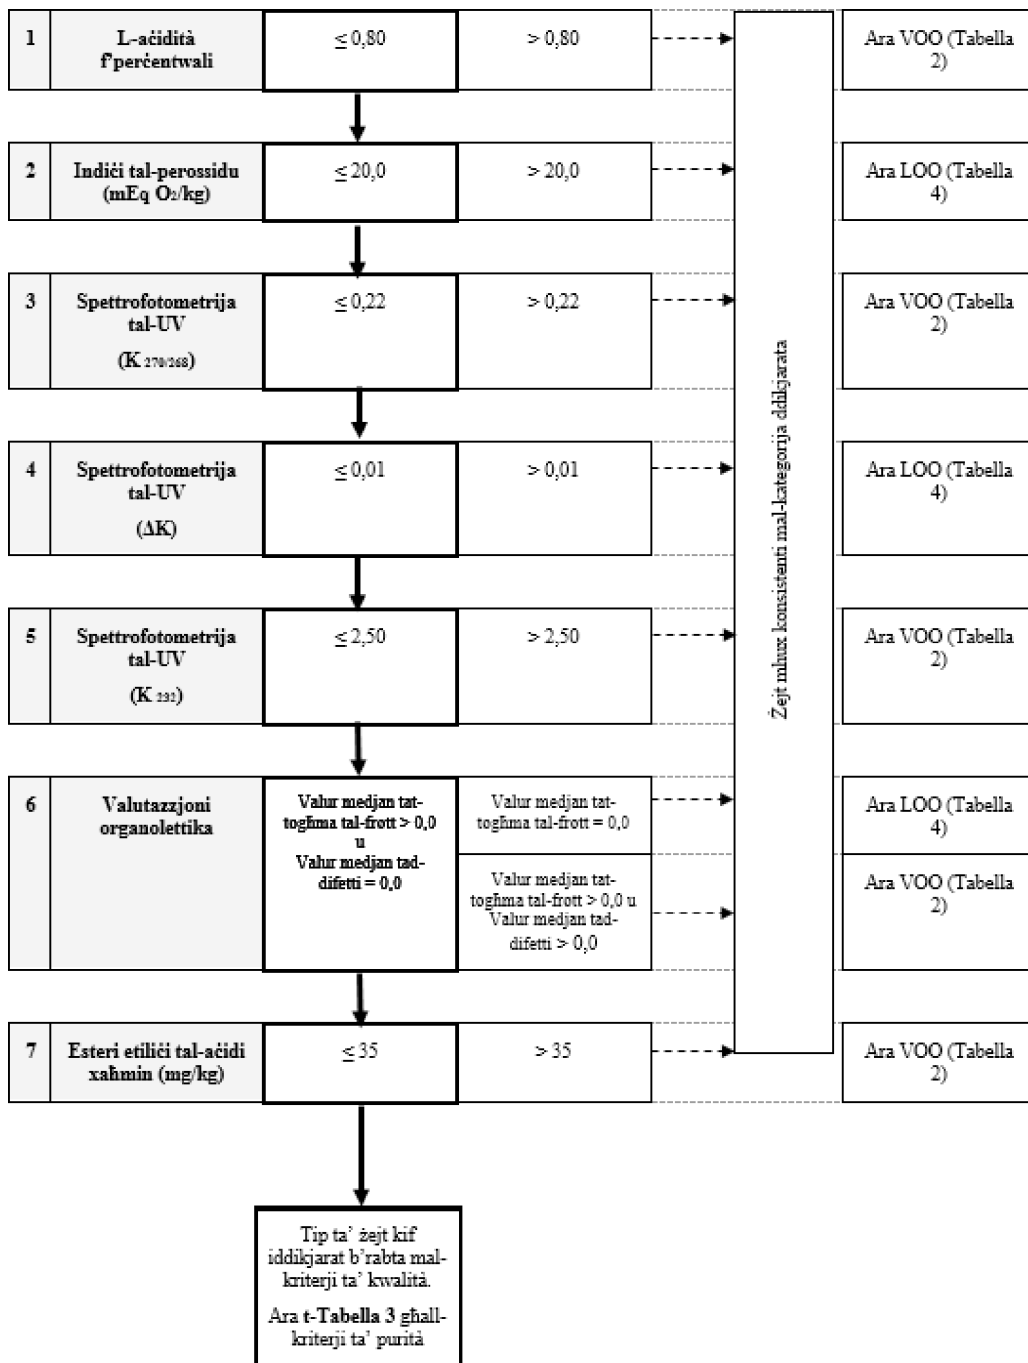 1
L-aċidità
f'perċentwali
≤ 0,80
> 0,80
Ara VOO (Tabella
2)
2
Indiċi tal-perossidu
(mEq O2/kg)
≤ 20,0
> 20,0
Ara LOO (Tabella
4)
3
Spettrofotometrija
tal-UV
(K 270/268)
≤ 0,22
> 0,22
Ara VOO (Tabella
2)
4
Spettrofotometrija
tal-UV
(ΔK)
≤ 0,01
> 0,01
Ara LOO (Tabella
4)
5
Spettrofotometrija
tal-UV
(K 232)
≤ 2,50
> 2,50
Ara VOO (Tabella
2)
6
Valutazzjoni
organolettika
Valur medjan tat-
togħma tal-frott > 0,0
u
Valur medjan tad-
difetti = 0,0
Valur medjan tat-
togħma tal-frott = 0,0
Ara LOO (Tabella
4)
Valur medjan tat-
togħma tal-frott > 0,0 u
Valur medjan tad-
difetti > 0,0
Ara VOO (Tabella
2)
7
Esteri etiliċi tal-aċidi
xaħmin (mg/kg)
≤ 35
> 35
Ara VOO (Tabella
2)
Żejt mhux konsistenti mal-kategorija ddikjarata
Tip ta' żejt kif
iddikjarat b'rabta mal-
kriterji ta' kwalità.
Ara t-Tabella 3 għall-
kriterji ta' purità